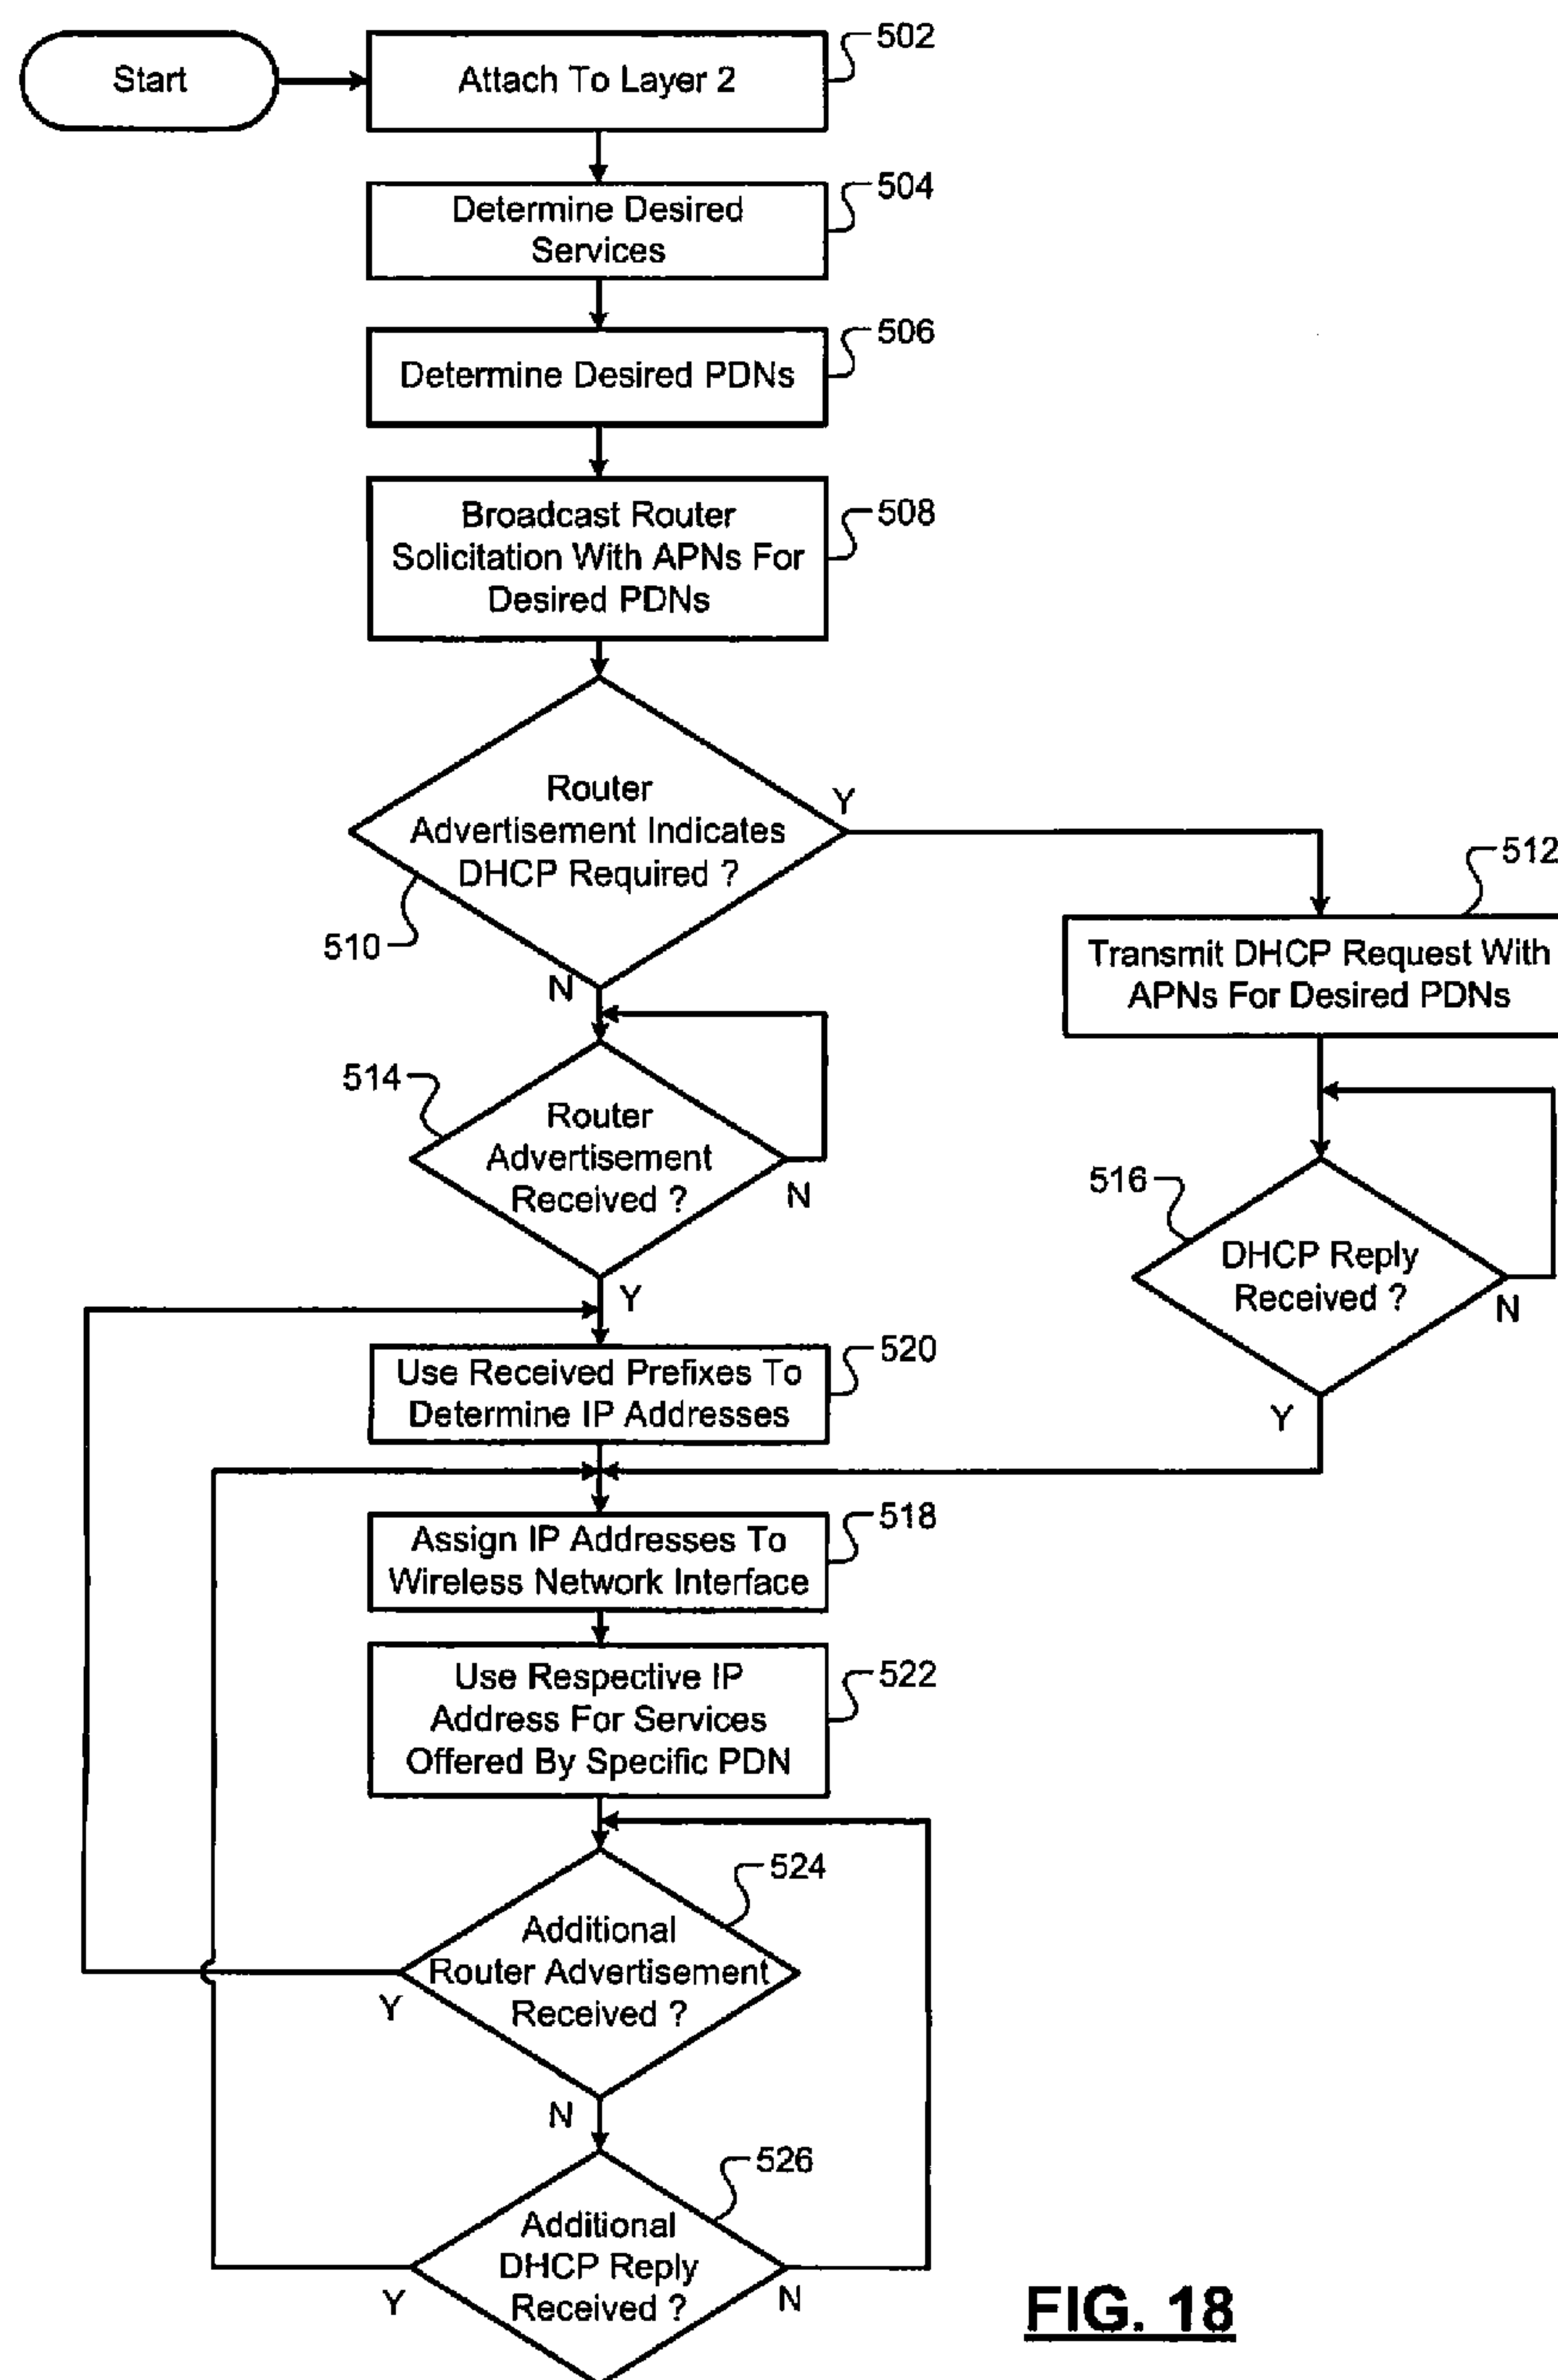 Start
Attach To Layer 2
502
Determine Desired
Services
504
Determine Desired PDNs
506
Broadcast Router
Solicitation With APNs For
Desired PDNs
508
Router
Advertisement Indicates
DHCP Required ?
Y
510
N
512
Transmit DHCP Request With
APNs For Desired PDNs
514
Router
Advertisement
Received ?
N
Y
516
DHCP Reply
Received ?
N
Y
520
Use Received Prefixes To
Determine IP Addresses
518
Assign IP Addresses To
Wireless Network Interface
522
Use Respective IP
Address For Services
Offered By Specific PDN
524
Additional
Router Advertisement
Received ?
Y
N
526
Additional
DHCP Reply
Received ?
Y
N
FIG. 18